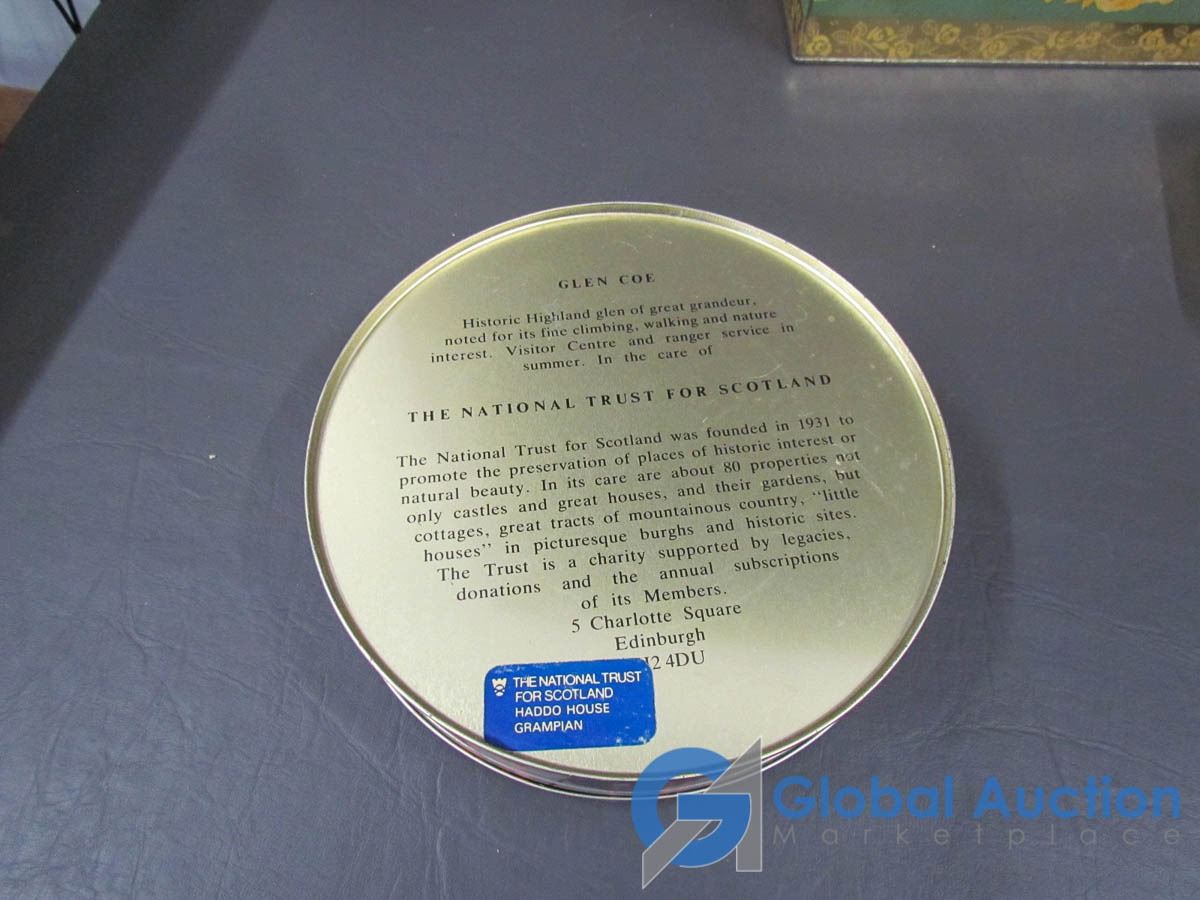 GLEN COE
Historic Highland glen of great grandeur,
noted for its fine climbing, walking and nature
interest. Visitor Centre and ranger service in
summer. In the care of
THE NATIONAL TRUST FOR SCOTLAND
The National Trust for Scotland was founded in 1931 to
promote the preservation of places of historic interest or
natural beauty. In its care are about 80 properties not
only castles and great houses, and their gardens, but
cottages, great tracts of mountainous country, "little
houses" in picturesque burghs and historic sites.
The Trust is a charity supported by legacies,
donations and the annual subscriptions
of its Members.
5 Charlotte Square
Edinburgh
2 4DU
THE NATIONAL TRUST
FOR SCOTLAND
HADDO HOUSE
GRAMPIAN
Global Auction
Marketplace